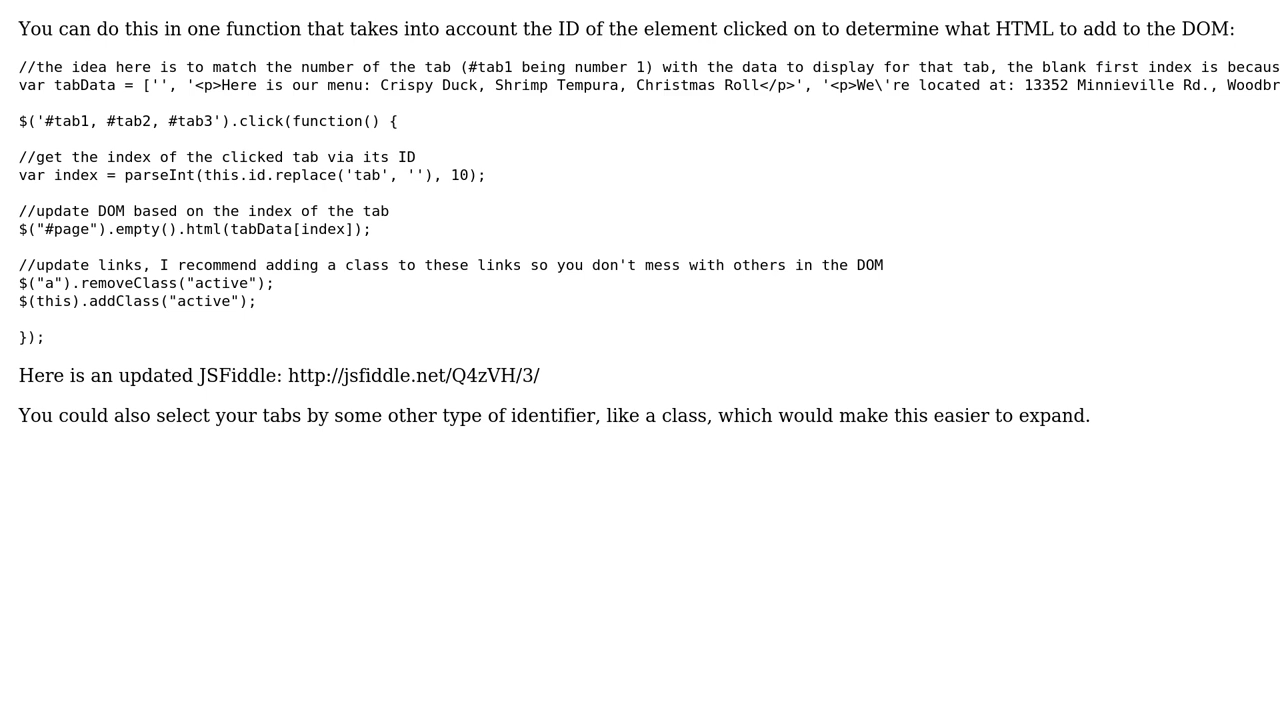 You can do this in one function that takes into account the ID of the element clicked on to determine what HTML to add to the DOM:
//the idea here is to match the number of the tab (#tab1 being number 1) with the data to display for that tab, the blank first index is
var tabData = ['', '<p>Here is our menu: Crispy Duck, Shrimp Tempura, Christmas Roll</p>', '<p>We\'re located at: 13352 Minnieville Rd.,
$('#tab1, #tab2, #tab3').click(function() {
//get the index of the clicked tab via its ID
var index = parseInt(this.id.replace('tab', ''), 10);
//update DOM based on the index of the tab
$("#page").empty().html(tabData[index]);
//update links, I recommend adding a class to these links so you don't mess with others in the DOM
$("a").removeClass("active");
$(this).addClass("active");
});
Here is an updated JSFiddle: http://jsfiddle.net/Q4zVH/3/
You could also select your tabs by some other type of identifier, like a class, which would make this easier to expand.